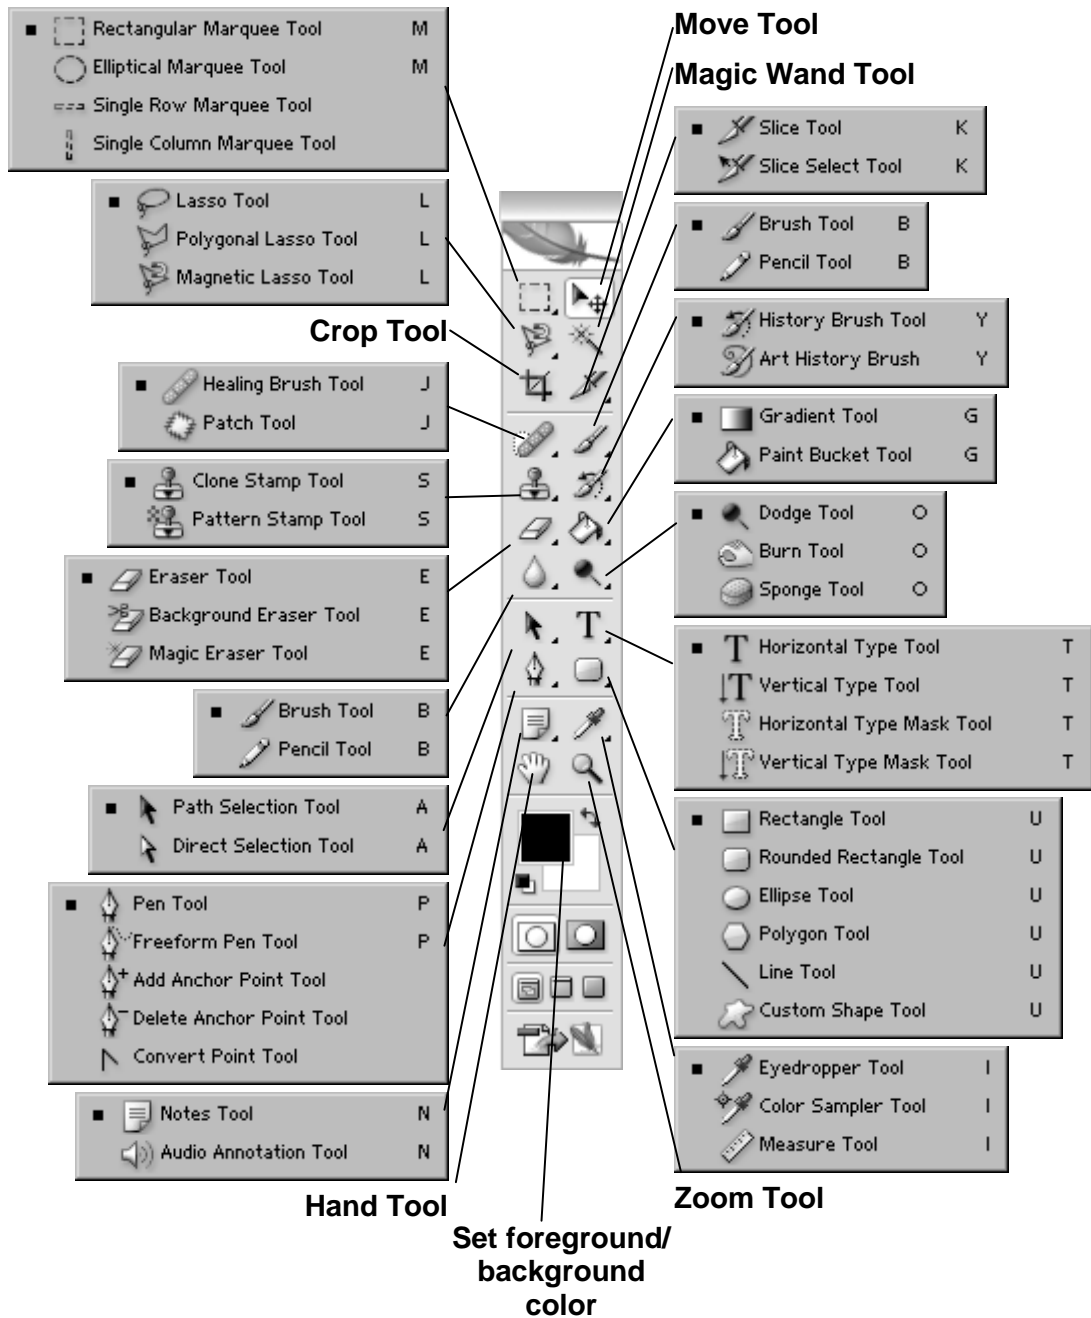 Rectangular Marquee Tool M
Elliptical Marquee Tool M
Single Row Marquee Tool
Single Column Marquee Tool
Lasso Tool L
Polygonal Lasso Tool L
Magnetic Lasso Tool L
Crop Tool
Healing Brush Tool J
Patch Tool J
Clone Stamp Tool S
Pattern Stamp Tool S
Eraser Tool E
Background Eraser Tool E
Magic Eraser Tool E
Brush Tool B
Pencil Tool B
Path Selection Tool A
Direct Selection Tool A
Pen Tool P
Freeform Pen Tool P
Add Anchor Point Tool
Delete Anchor Point Tool
Convert Point Tool
Notes Tool N
Audio Annotation Tool N
Hand Tool
Set foreground/
background
color
T
Move Tool
Magic Wand Tool
Slice Tool K
Slice Select Tool K
Brush Tool B
Pencil Tool B
History Brush Tool Y
Art History Brush Y
Gradient Tool G
Paint Bucket Tool G
Dodge Tool O
Burn Tool O
Sponge Tool O
T Horizontal Type Tool T
T Vertical Type Tool T
T Horizontal Type Mask Tool T
T Vertical Type Mask Tool T
Rectangle Tool U
Rounded Rectangle Tool U
Ellipse Tool U
Polygon Tool U
Line Tool U
Custom Shape Tool U
Eyedropper Tool I
Color Sampler Tool I
Measure Tool I
Zoom Tool